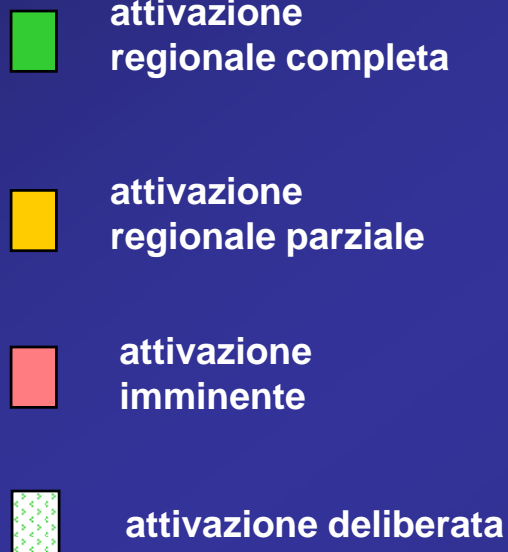 attivazione
regionale completa
attivazione
regionale parziale
attivazione
imminente
attivazione deliberata